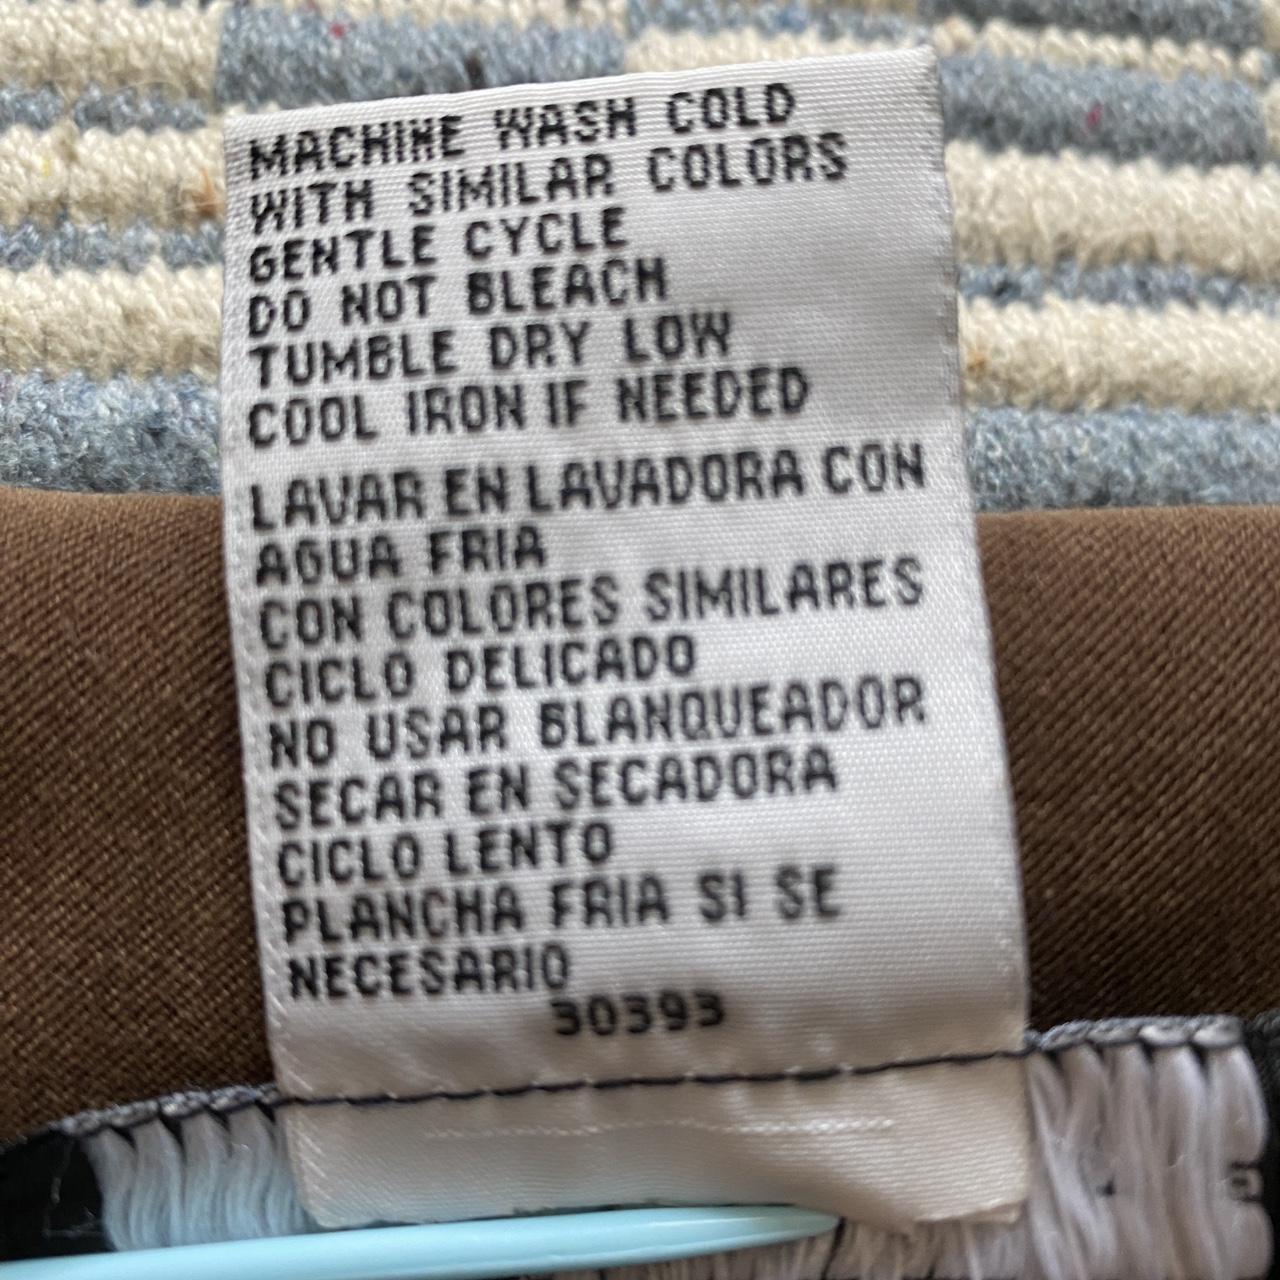 MACHINE WASH COLD
WITH SIMILAR COLORS
GENTLE CYCLE
DO NOT BLEACH
TUMBLE DRY LOW
COOL IRON IF NEEDED
LAVAR EN LAVADORA CON
AGUA FRIA
CON COLORES SIMILARES
CICLO DELICADO
NO USAR BLANQUEADOR
SECAR EN SECADORA
CICLO LENTO
PLANCHA FRIA SI SE
NECESARIO
30393